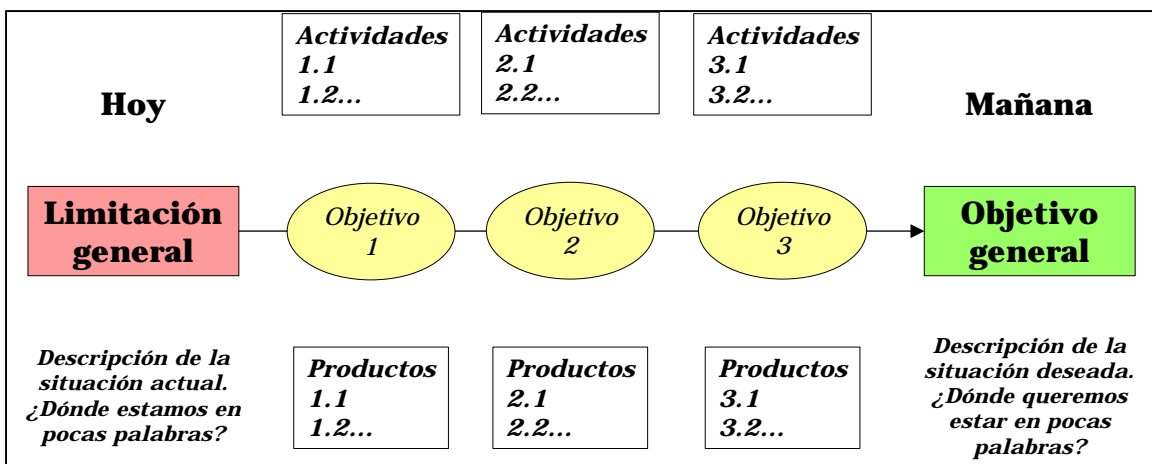 Actividades
1.1
1.2...
Actividades
2.1
2.2...
Actividades
3.1
3.2...
Hoy
Mañana
Limitación
general
Objetivo
1
Objetivo
2
Objetivo
3
Objetivo
general
Descripción de la
situación actual.
¿Dónde estamos en
pocas palabras?
Productos
1.1
1.2...
Productos
2.1
2.2...
Productos
3.1
3.2...
Descripción de la
situación deseada.
¿Dónde queremos
estar en pocas
palabras?